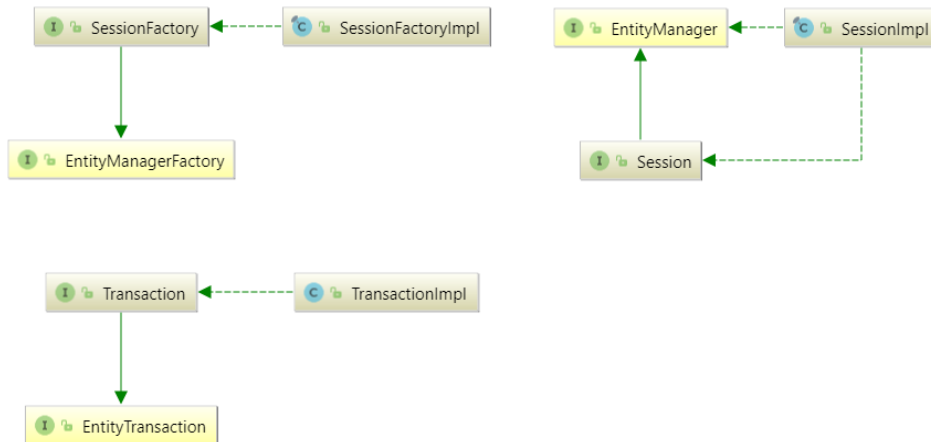 I SessionFactory
C SessionFactoryImpl
I EntityManager
C SessionImpl
I EntityManagerFactory
I Session
I Transaction
C TransactionImpl
I EntityTransaction